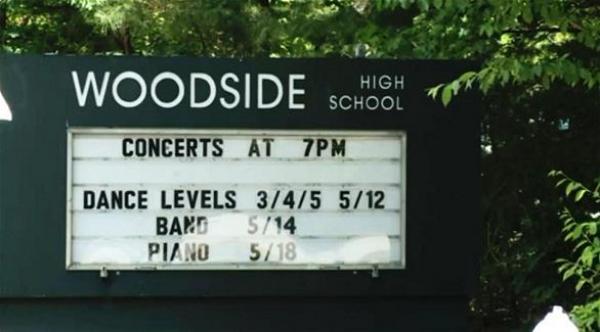 WOODSIDE HIGH SCHOOL
CONCERTS AT 7PM
DANCE LEVELS 3/4/5 5/12
BAND 5/14
PIANO 5/18